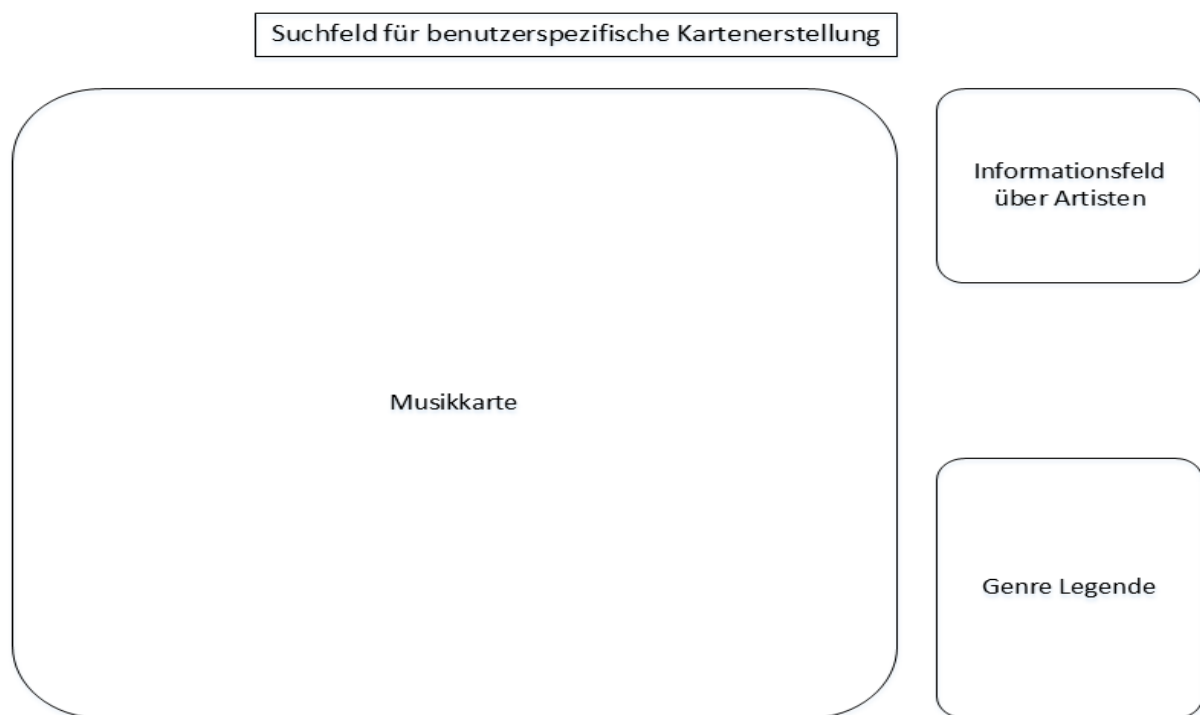 Suchfeld für benutzerspezifische Kartenerstellung
Informationsfeld
über Artisten
Musikkarte
Genre Legende